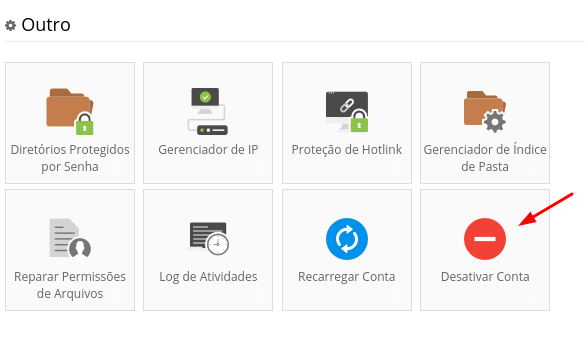 Outro
Diretórios Protegidos
por Senha
Gerenciador de IP
Proteção de Hotlink
Gerenciador de Índice
de Pasta
Reparar Permissões
de Arquivos
Log de Atividades
Recarregar Conta
Desativar Conta